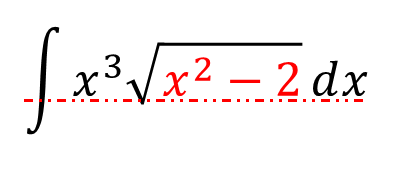 ∫ x³√(x² − 2) dx